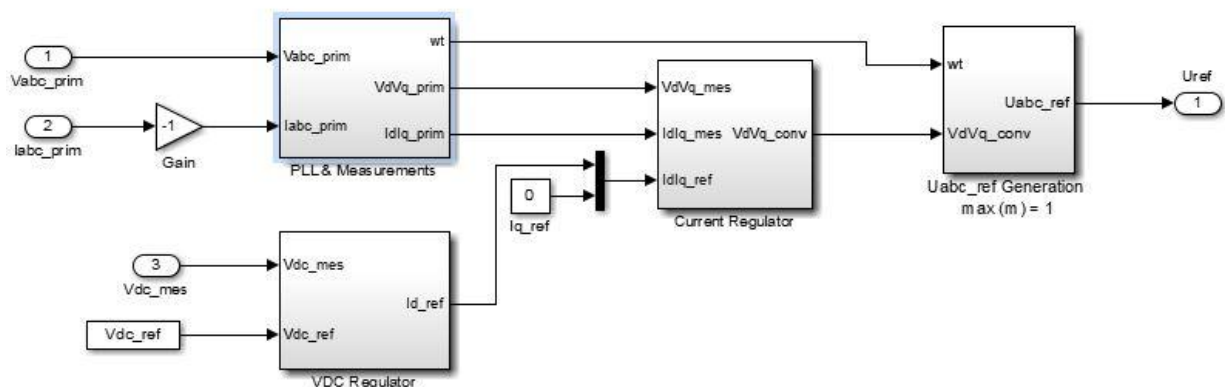 1
Vabc_prim
2
Iabc_prim
-1
Gain
Vabc_prim
Iabc_prim
wt
VdVq_prim
IdIq_prim
PLL& Measurements
0
Iq_ref
VdVq_mes
IdIq_mes
IdIq_ref
VdVq_conv
Current Regulator
wt
VdVq_conv
Uabc_ref
Uabc_ref Generation
max (m) = 1
Uref
1
3
Vdc_mes
Vdc_ref
Vdc_mes
Vdc_ref
Id_ref
VDC Regulator